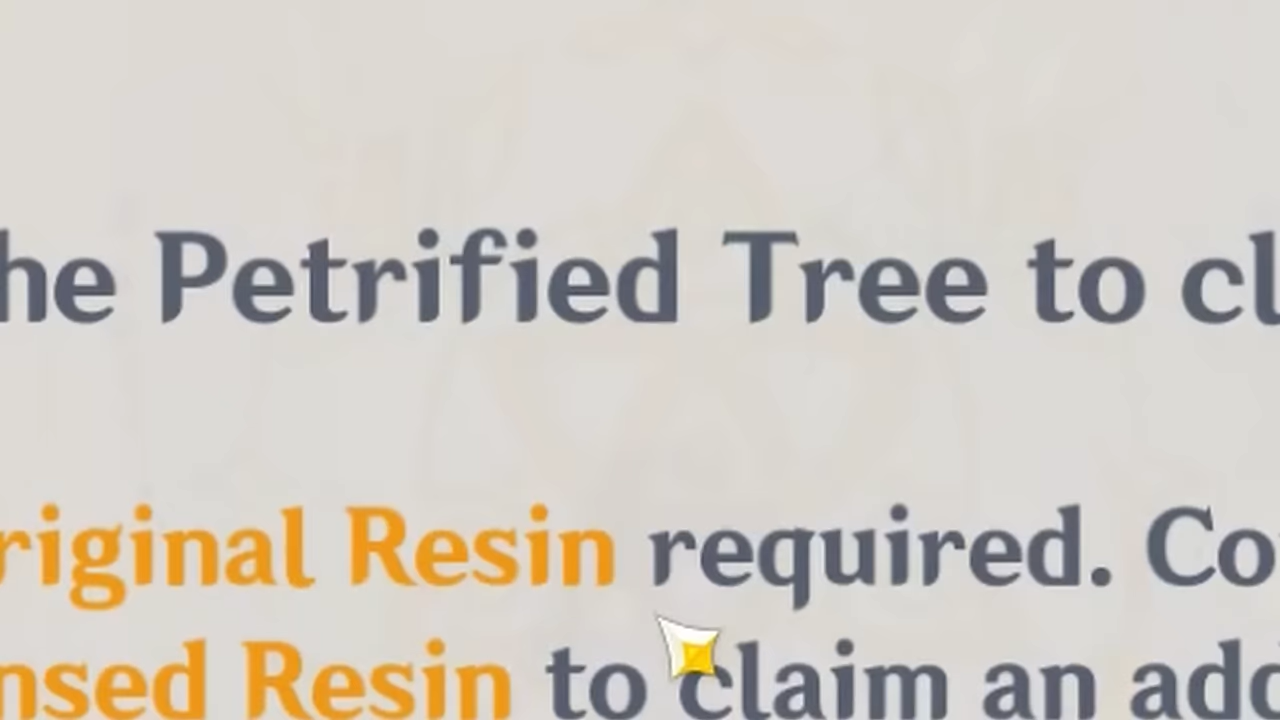 he Petrified Tree to cl
riginal Resin required. Co
nsed Resin to claim an add